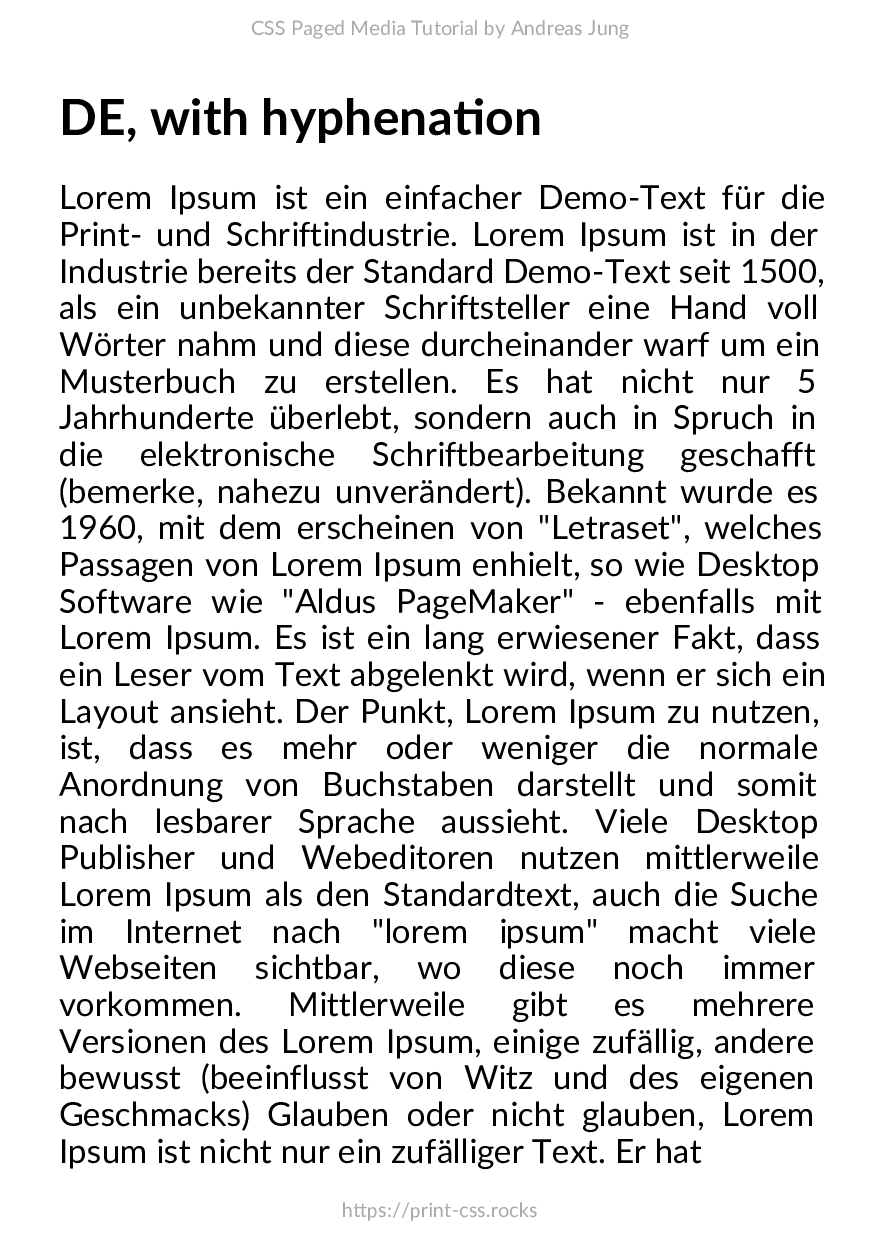 CSS Paged Media Tutorial by Andreas Jung
DE, with hyphenation
Lorem Ipsum ist ein einfacher Demo-Text für die
Print- und Schriftindustrie. Lorem Ipsum ist in der
Industrie bereits der Standard Demo-Text seit 1500,
als ein unbekannter Schriftsteller eine Hand voll
Wörter nahm und diese durcheinander warf um ein
Musterbuch zu erstellen. Es hat nicht nur 5
Jahrhunderte überlebt, sondern auch in Spruch in
die elektronische Schriftbearbeitung geschafft
(bemerke, nahezu unverändert). Bekannt wurde es
1960, mit dem erscheinen von "Letraset", welches
Passagen von Lorem Ipsum enhielt, so wie Desktop
Software wie "Aldus PageMaker" - ebenfalls mit
Lorem Ipsum. Es ist ein lang erwiesener Fakt, dass
ein Leser vom Text abgelenkt wird, wenn er sich ein
Layout ansieht. Der Punkt, Lorem Ipsum zu nutzen,
ist, dass es mehr oder weniger die normale
Anordnung von Buchstaben darstellt und somit
nach lesbarer Sprache aussieht. Viele Desktop
Publisher und Webeditoren nutzen mittlerweile
Lorem Ipsum als den Standardtext, auch die Suche
im Internet nach "lorem ipsum" macht viele
Webseiten sichtbar, wo diese noch immer
vorkommen. Mittlerweile gibt es mehrere
Versionen des Lorem Ipsum, einige zufällig, andere
bewusst (beeinflusst von Witz und des eigenen
Geschmacks) Glauben oder nicht glauben, Lorem
Ipsum ist nicht nur ein zufälliger Text. Er hat
https://print-css.rocks